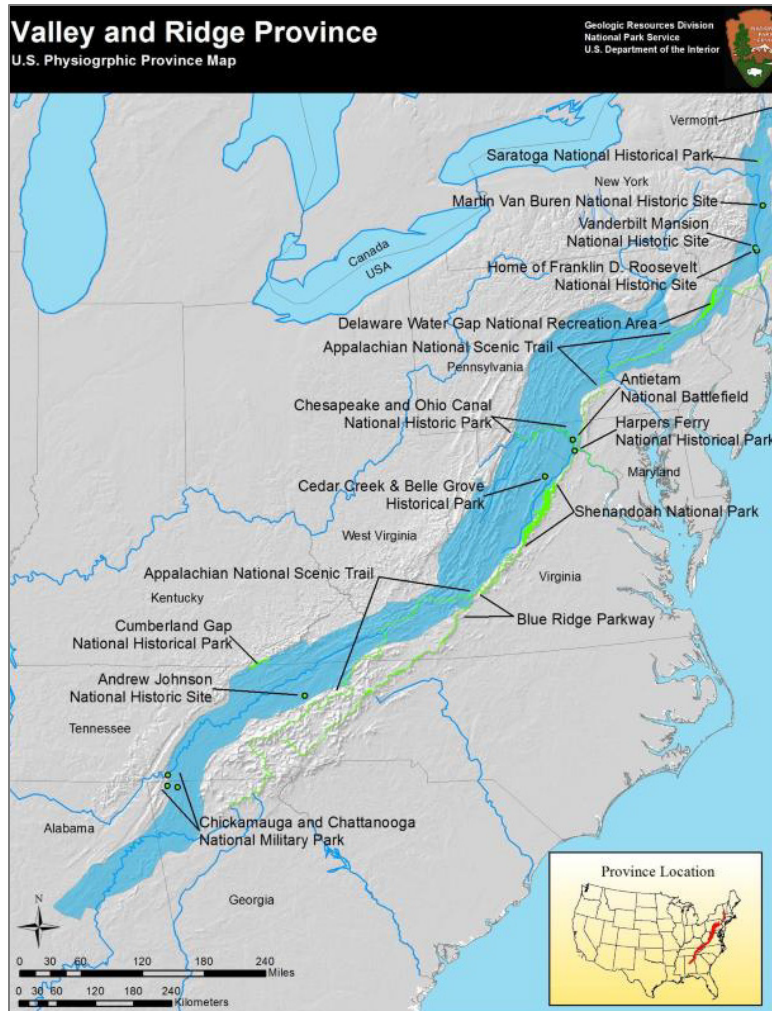 Valley and Ridge Province
U.S. Physiogrphic Province Map
Geologic Resources Division
National Park Service
U.S. Department of the Interior
Vermont
Saratoga National Historical Park
New York
Martin Van Buren National Historic Site
Vanderbilt Mansion
National Historic Site
Home of Franklin D. Roosevelt
National Historic Site
Canada
USA
Delaware Water Gap National Recreation Area
Appalachian National Scenic Trail
Pennsylvania
Antietam
National Battlefield
Chesapeake and Ohio Canal
National Historic Park
Harpers Ferry
National Historical Park
Maryland
Cedar Creek & Belle Grove
Historical Park
Shenandoah National Park
West Virginia
Appalachian National Scenic Trail
Virginia
Kentucky
Blue Ridge Parkway
Cumberland Gap
National Historical Park
Andrew Johnson
National Historic Site
Tennessee
Alabama
Chickamauga and Chattanooga
National Military Park
Georgia
N
Province Location
0 30 60 120 180 240
Miles
0 30 60 120 180 240
Kilometers